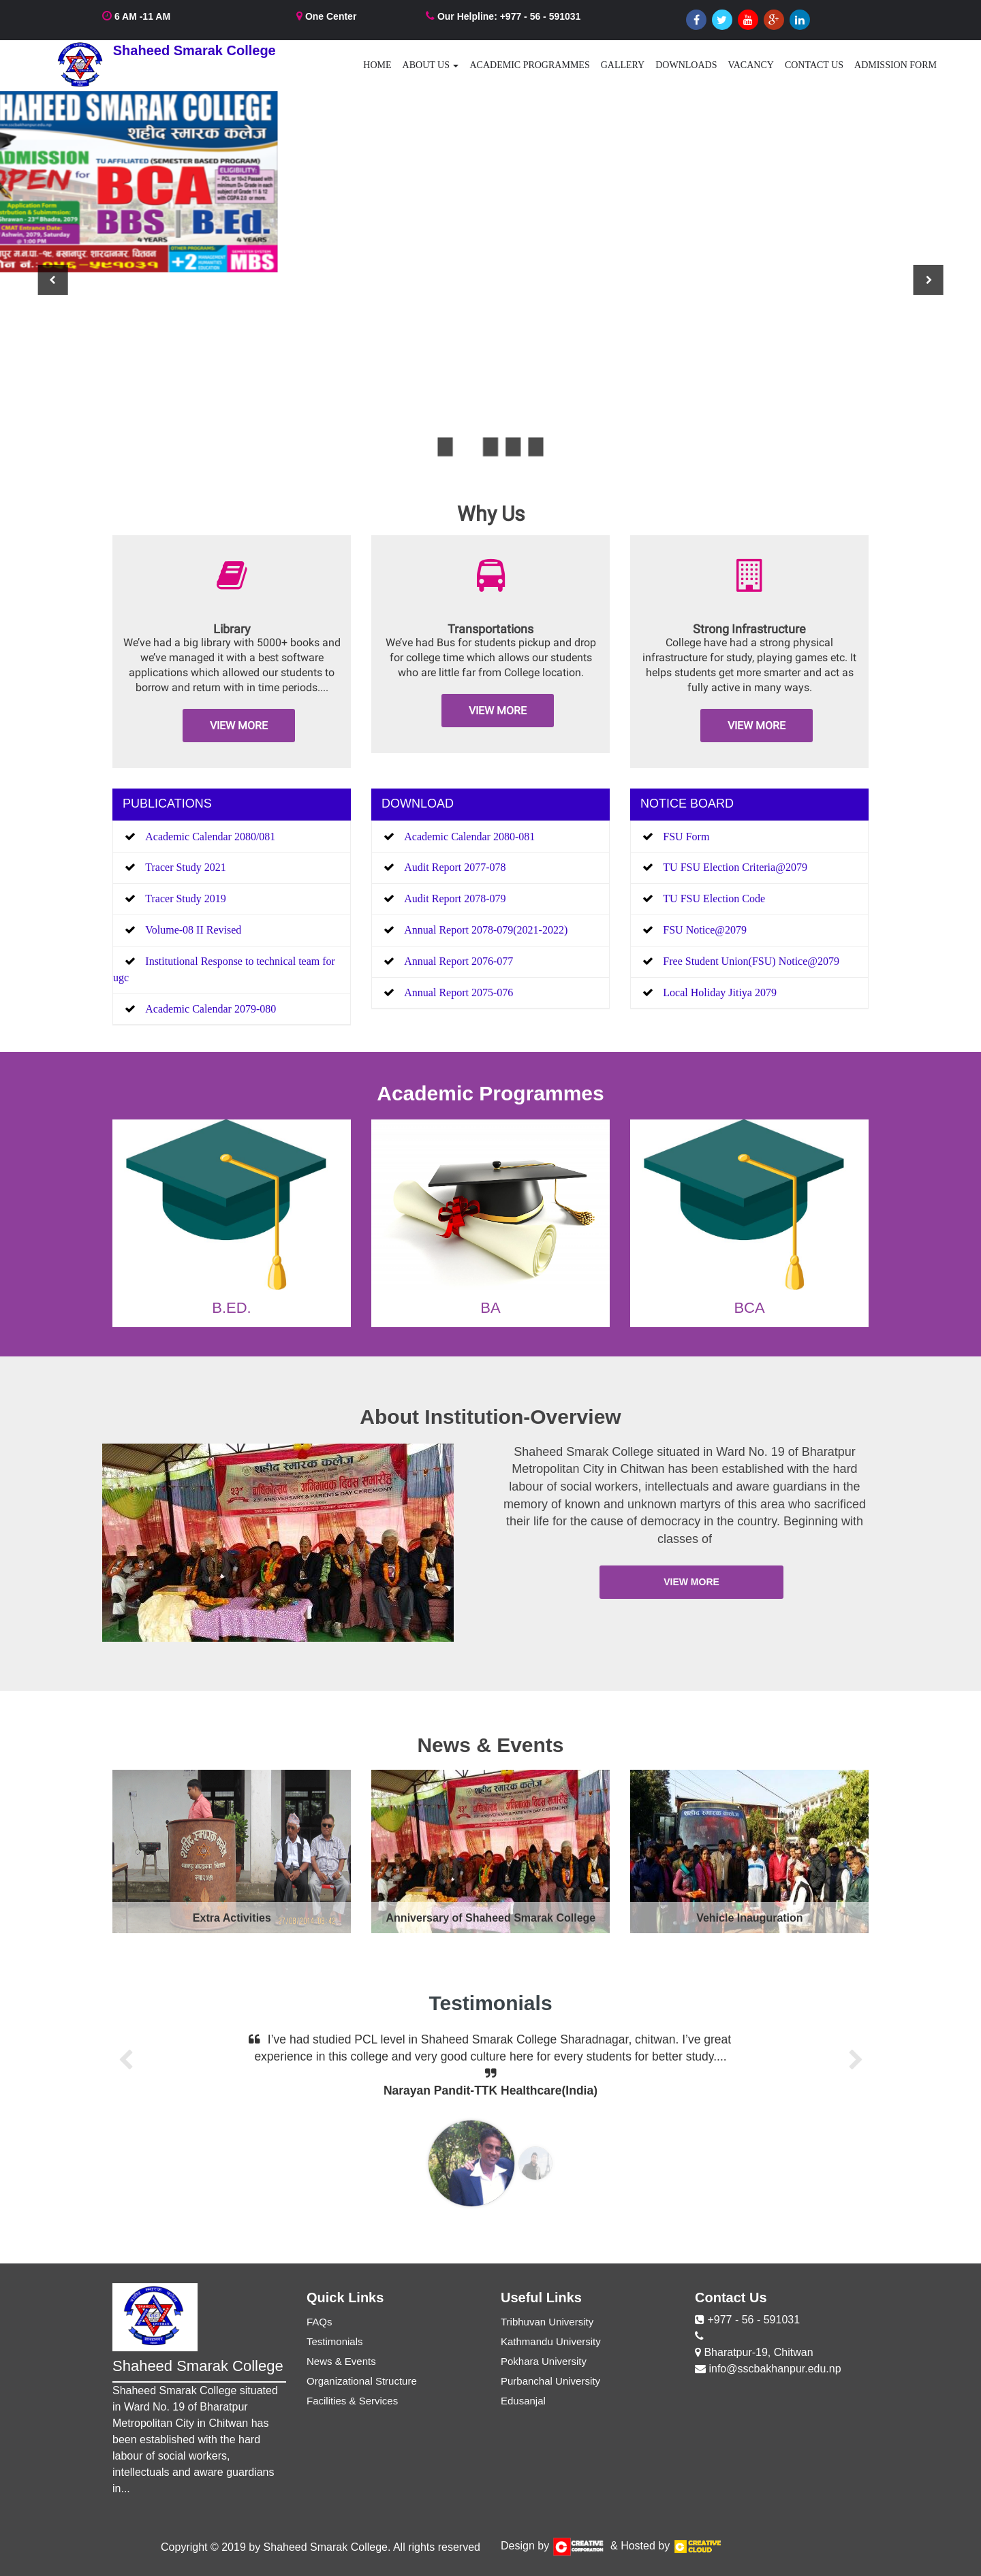 6 AM -11 AM
One Center
Our Helpline: +977 - 56 - 591031
Shaheed Smarak College
HOME
ABOUT US
ACADEMIC PROGRAMMES
GALLERY
DOWNLOADS
VACANCY
CONTACT US
ADMISSION FORM
HAHEED SMARAK COLLEGE
शहीद स्मारक कलेज
ADMISSION
OPEN for
TU AFFILIATED (SEMESTER BASED PROGRAM)
BCA
BBS
B.Ed.
4 YEARS
4 YEARS
ELIGIBILITY:
+2
MBS
Why Us
Library
We've had a big library with 5000+ books and
we've managed it with a best software
applications which allowed our students to
borrow and return with in time periods....
VIEW MORE
Transportations
We've had Bus for students pickup and drop
for college time which allows our students
who are little far from College location.
VIEW MORE
Strong Infrastructure
College have had a strong physical
infrastructure for study, playing games etc. It
helps students get more smarter and act as
fully active in many ways.
VIEW MORE
PUBLICATIONS
Academic Calendar 2080/081
Tracer Study 2021
Tracer Study 2019
Volume-08 II Revised
Institutional Response to technical team for
ugc
Academic Calendar 2079-080
DOWNLOAD
Academic Calendar 2080-081
Audit Report 2077-078
Audit Report 2078-079
Annual Report 2078-079(2021-2022)
Annual Report 2076-077
Annual Report 2075-076
NOTICE BOARD
FSU Form
TU FSU Election Criteria@2079
TU FSU Election Code
FSU Notice@2079
Free Student Union(FSU) Notice@2079
Local Holiday Jitiya 2079
Academic Programmes
B.ED.
BA
BCA
About Institution-Overview
शहीद स्मारक कलेज
23rd ANNIVERSARY & PARENTS DAY CEREMONY
Shaheed Smarak College situated in Ward No. 19 of Bharatpur
Metropolitan City in Chitwan has been established with the hard
labour of social workers, intellectuals and aware guardians in the
memory of known and unknown martyrs of this area who sacrificed
their life for the cause of democracy in the country. Beginning with
classes of
VIEW MORE
News & Events
Extra Activities
Anniversary of Shaheed Smarak College
Vehicle Inauguration
Testimonials
I've had studied PCL level in Shaheed Smarak College Sharadnagar, chitwan. I've great
experience in this college and very good culture here for every students for better study....
Narayan Pandit-TTK Healthcare(India)
Shaheed Smarak College
Shaheed Smarak College situated
in Ward No. 19 of Bharatpur
Metropolitan City in Chitwan has
been established with the hard
labour of social workers,
intellectuals and aware guardians
in...
Quick Links
FAQs
Testimonials
News & Events
Organizational Structure
Facilities & Services
Useful Links
Tribhuvan University
Kathmandu University
Pokhara University
Purbanchal University
Edusanjal
Contact Us
+977 - 56 - 591031
Bharatpur-19, Chitwan
info@sscbakhanpur.edu.np
Copyright © 2019 by Shaheed Smarak College. All rights reserved
Design by CREATIVE CORPORATION & Hosted by CREATIVE CLOUD